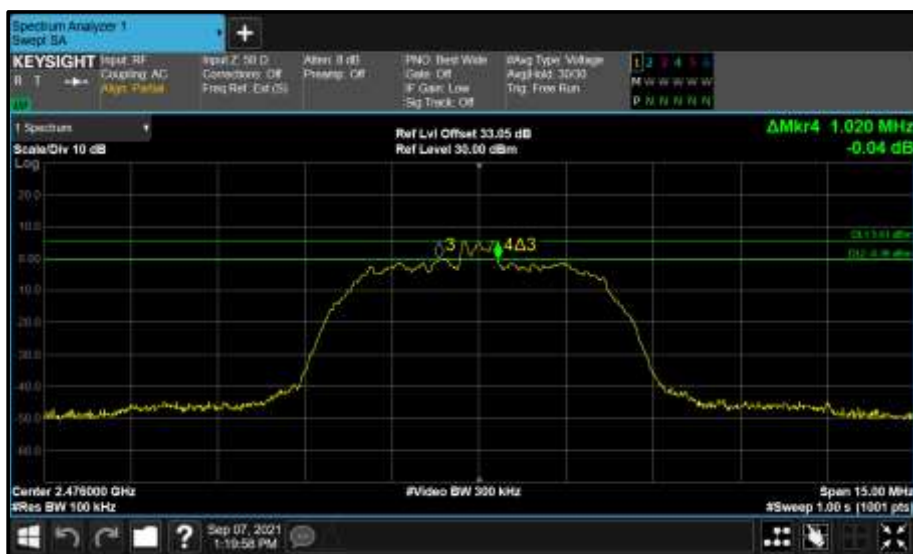 Spectrum Analyzer 1
Swept SA
+
KEYSIGHT
R T
Input: RF
Coupling: AC
Align: Partial
Input Z: 50 Ω
Corrections: Off
Freq Ref: Ext (S)
Atten: 8 dB
Preamp: Off
PNO: Best Wide
Gate: Off
IF Gain: Low
Sig Track: Off
#Avg Type: Voltage
Avg|Hold: 30/30
Trig: Free Run
1 2 3 4 5 6
M W W W W W
P N N N N N
1 Spectrum
Scale/Div 10 dB
Ref Lvl Offset 33.05 dB
Ref Level 30.00 dBm
ΔMkr4 1.020 MHz
-0.04 dB
Log
20.0
10.0
0.00
-10.0
-20.0
-30.0
-40.0
-50.0
-60.0
3
4Δ3
Center 2.476000 GHz
#Res BW 100 kHz
#Video BW 300 kHz
Span 15.00 MHz
#Sweep 1.00 s (1001 pts)
?
Sep 07, 2021
1:19:58 PM